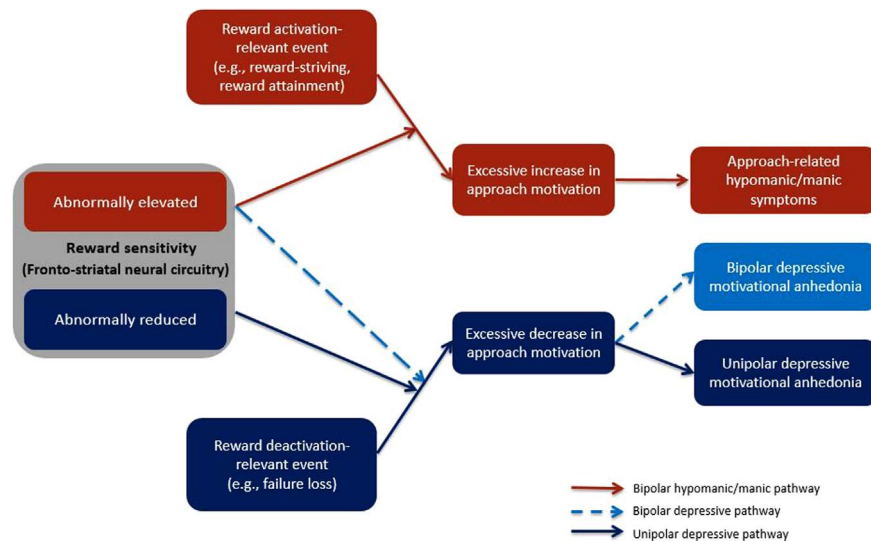 Reward activation-
relevant event
(e.g., reward-striving,
reward attainment)
Excessive increase in
approach motivation
Approach-related
hypomanic/manic
symptoms
Abnormally elevated
Reward sensitivity
(Fronto-striatal neural circuitry)
Abnormally reduced
Bipolar depressive
motivational anhedonia
Excessive decrease in
approach motivation
Unipolar depressive
motivational anhedonia
Reward deactivation-
relevant event
(e.g., failure loss)
Bipolar hypomanic/manic pathway
Bipolar depressive pathway
Unipolar depressive pathway